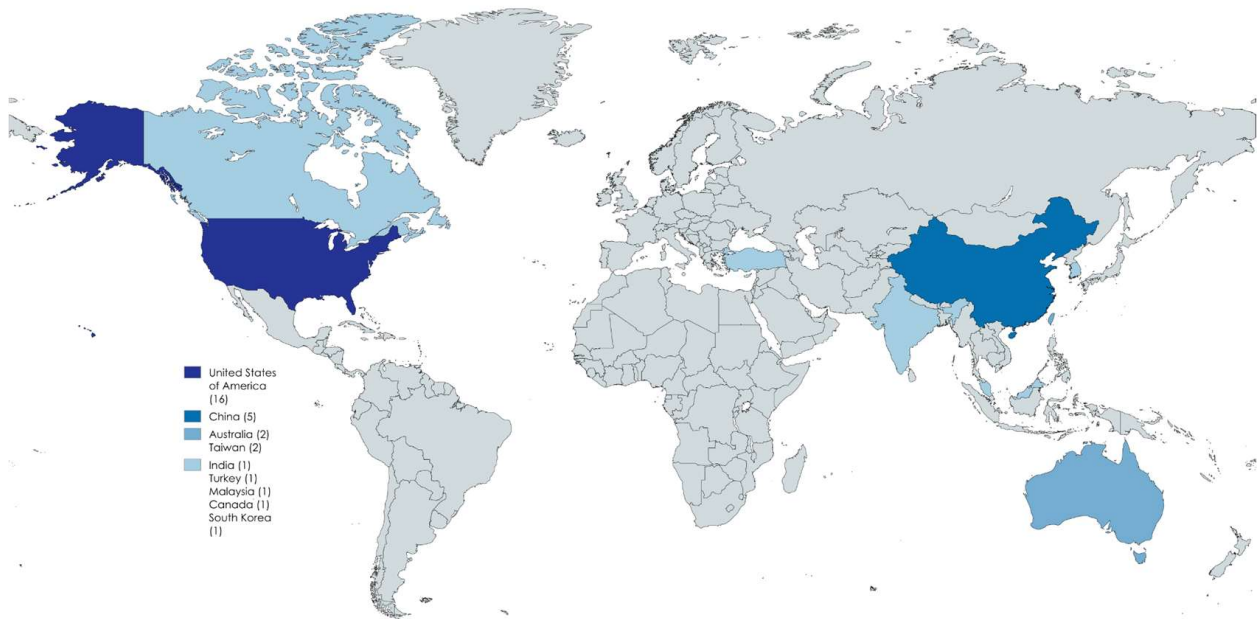 United States
of America
(16)
China (5)
Australia (2)
Taiwan (2)
India (1)
Turkey (1)
Malaysia (1)
Canada (1)
South Korea
(1)